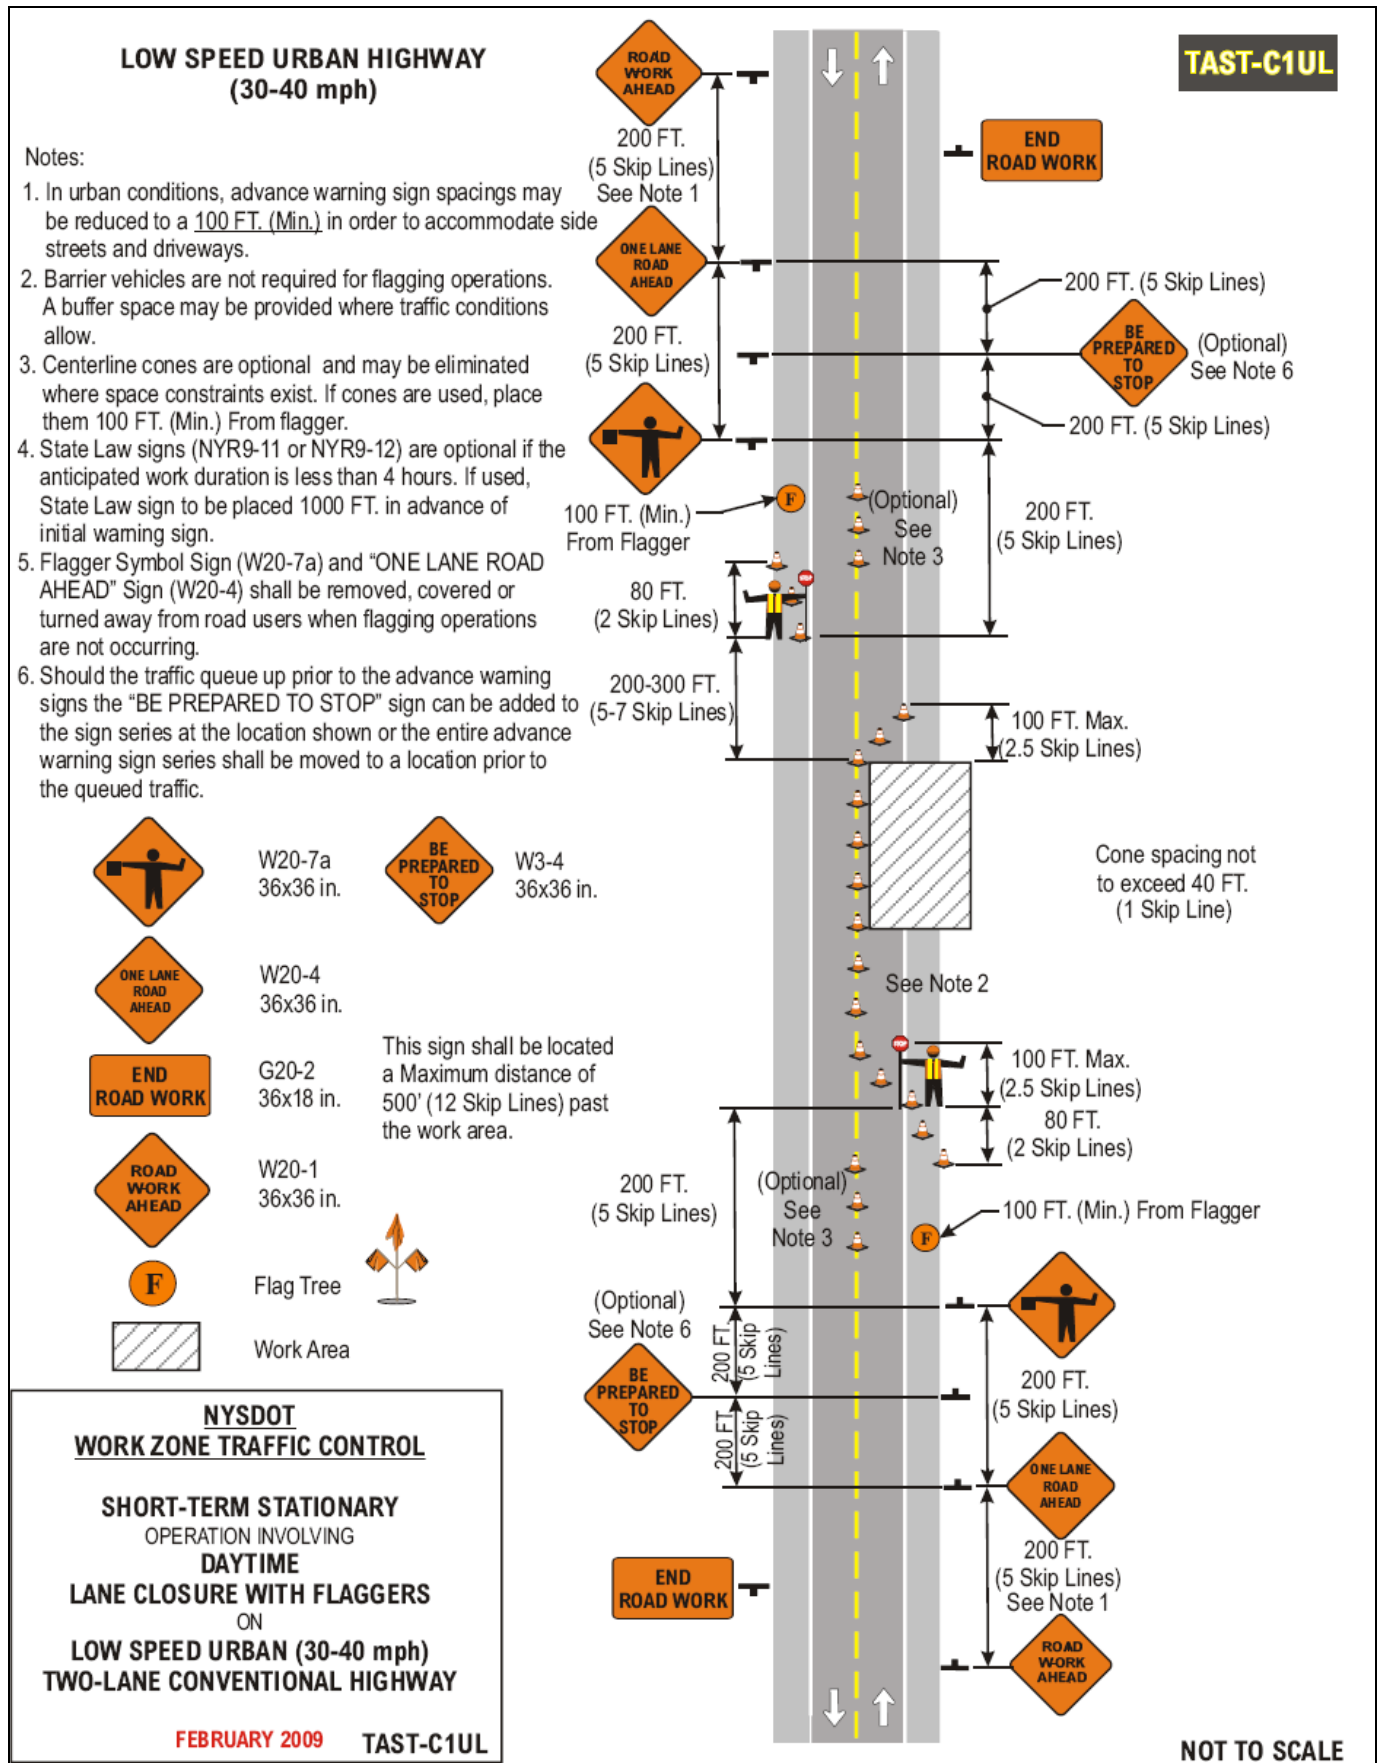 LOW SPEED URBAN HIGHWAY
(30-40 mph)
TAST-C1UL
Notes:
1. In urban conditions, advance warning sign spacings may
be reduced to a 100 FT. (Min.) in order to accommodate side
streets and driveways.
2. Barrier vehicles are not required for flagging operations.
A buffer space may be provided where traffic conditions
allow.
3. Centerline cones are optional and may be eliminated
where space constraints exist. If cones are used, place
them 100 FT. (Min.) From flagger.
4. State Law signs (NYR9-11 or NYR9-12) are optional if the
anticipated work duration is less than 4 hours. If used,
State Law sign to be placed 1000 FT. in advance of
initial warning sign.
5. Flagger Symbol Sign (W20-7a) and “ONE LANE ROAD
AHEAD” Sign (W20-4) shall be removed, covered or
turned away from road users when flagging operations
are not occurring.
6. Should the traffic queue up prior to the advance warning
signs the “BE PREPARED TO STOP” sign can be added to
the sign series at the location shown or the entire advance
warning sign series shall be moved to a location prior to
the queued traffic.
W20-7a
36x36 in.
BE
PREPARED
TO
STOP
W3-4
36x36 in.
ONE LANE
ROAD
AHEAD
W20-4
36x36 in.
END
ROAD WORK
G20-2
36x18 in.
This sign shall be located
a Maximum distance of
500' (12 Skip Lines) past
the work area.
ROAD
WORK
AHEAD
W20-1
36x36 in.
F
Flag Tree
Work Area
NYSDOT
WORK ZONE TRAFFIC CONTROL
SHORT-TERM STATIONARY
OPERATION INVOLVING
DAYTIME
LANE CLOSURE WITH FLAGGERS
ON
LOW SPEED URBAN (30-40 mph)
TWO-LANE CONVENTIONAL HIGHWAY
FEBRUARY 2009
TAST-C1UL
ROAD
WORK
AHEAD
200 FT.
(5 Skip Lines)
See Note 1
ONE LANE
ROAD
AHEAD
200 FT.
(5 Skip Lines)
100 FT. (Min.)
From Flagger
F
80 FT.
(2 Skip Lines)
STOP
200-300 FT.
(5-7 Skip Lines)
END
ROAD WORK
200 FT. (5 Skip Lines)
BE
PREPARED
TO
STOP
(Optional)
See Note 6
200 FT. (5 Skip Lines)
(Optional)
See
Note 3
200 FT.
(5 Skip Lines)
100 FT. Max.
(2.5 Skip Lines)
Cone spacing not
to exceed 40 FT.
(1 Skip Line)
See Note 2
STOP
100 FT. Max.
(2.5 Skip Lines)
80 FT.
(2 Skip Lines)
200 FT.
(5 Skip Lines)
(Optional)
See
Note 3
F
100 FT. (Min.) From Flagger
(Optional)
See Note 6
BE
PREPARED
TO
STOP
200 FT.
(5 Skip
Lines)
200 FT.
(5 Skip
Lines)
200 FT.
(5 Skip Lines)
ONE LANE
ROAD
AHEAD
200 FT.
(5 Skip Lines)
See Note 1
END
ROAD WORK
ROAD
WORK
AHEAD
NOT TO SCALE